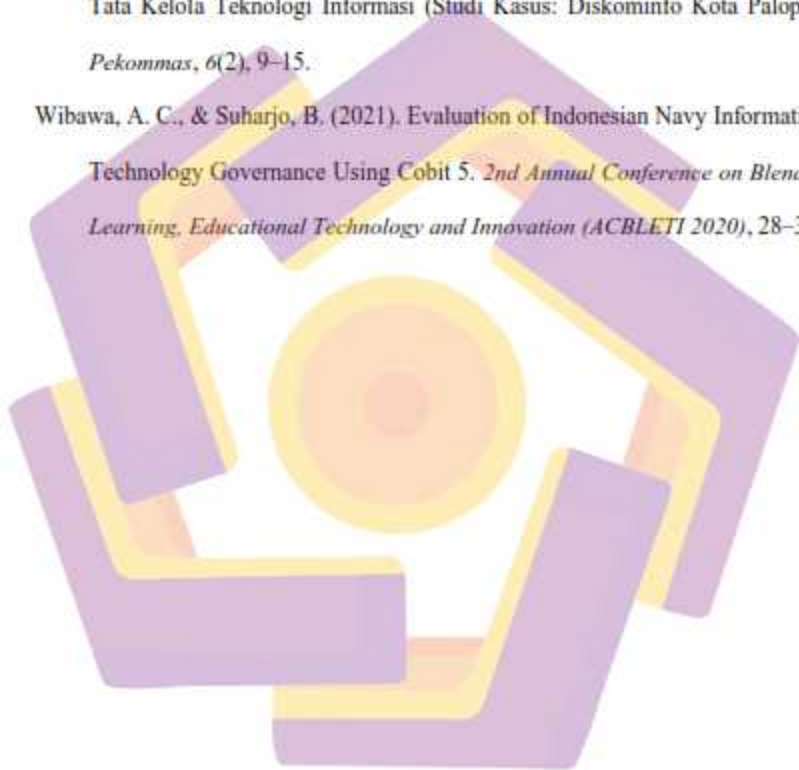 Tata Kelola Teknologi Informasi (Studi Kasus: Diskominfo Kota Palop
Pekommas, 6(2), 9–15.
Wibawa, A. C., & Suharjo, B. (2021). Evaluation of Indonesian Navy Informati
Technology Governance Using Cobit 5. 2nd Annual Conference on Blend
Learning, Educational Technology and Innovation (ACBLETI 2020), 28–3